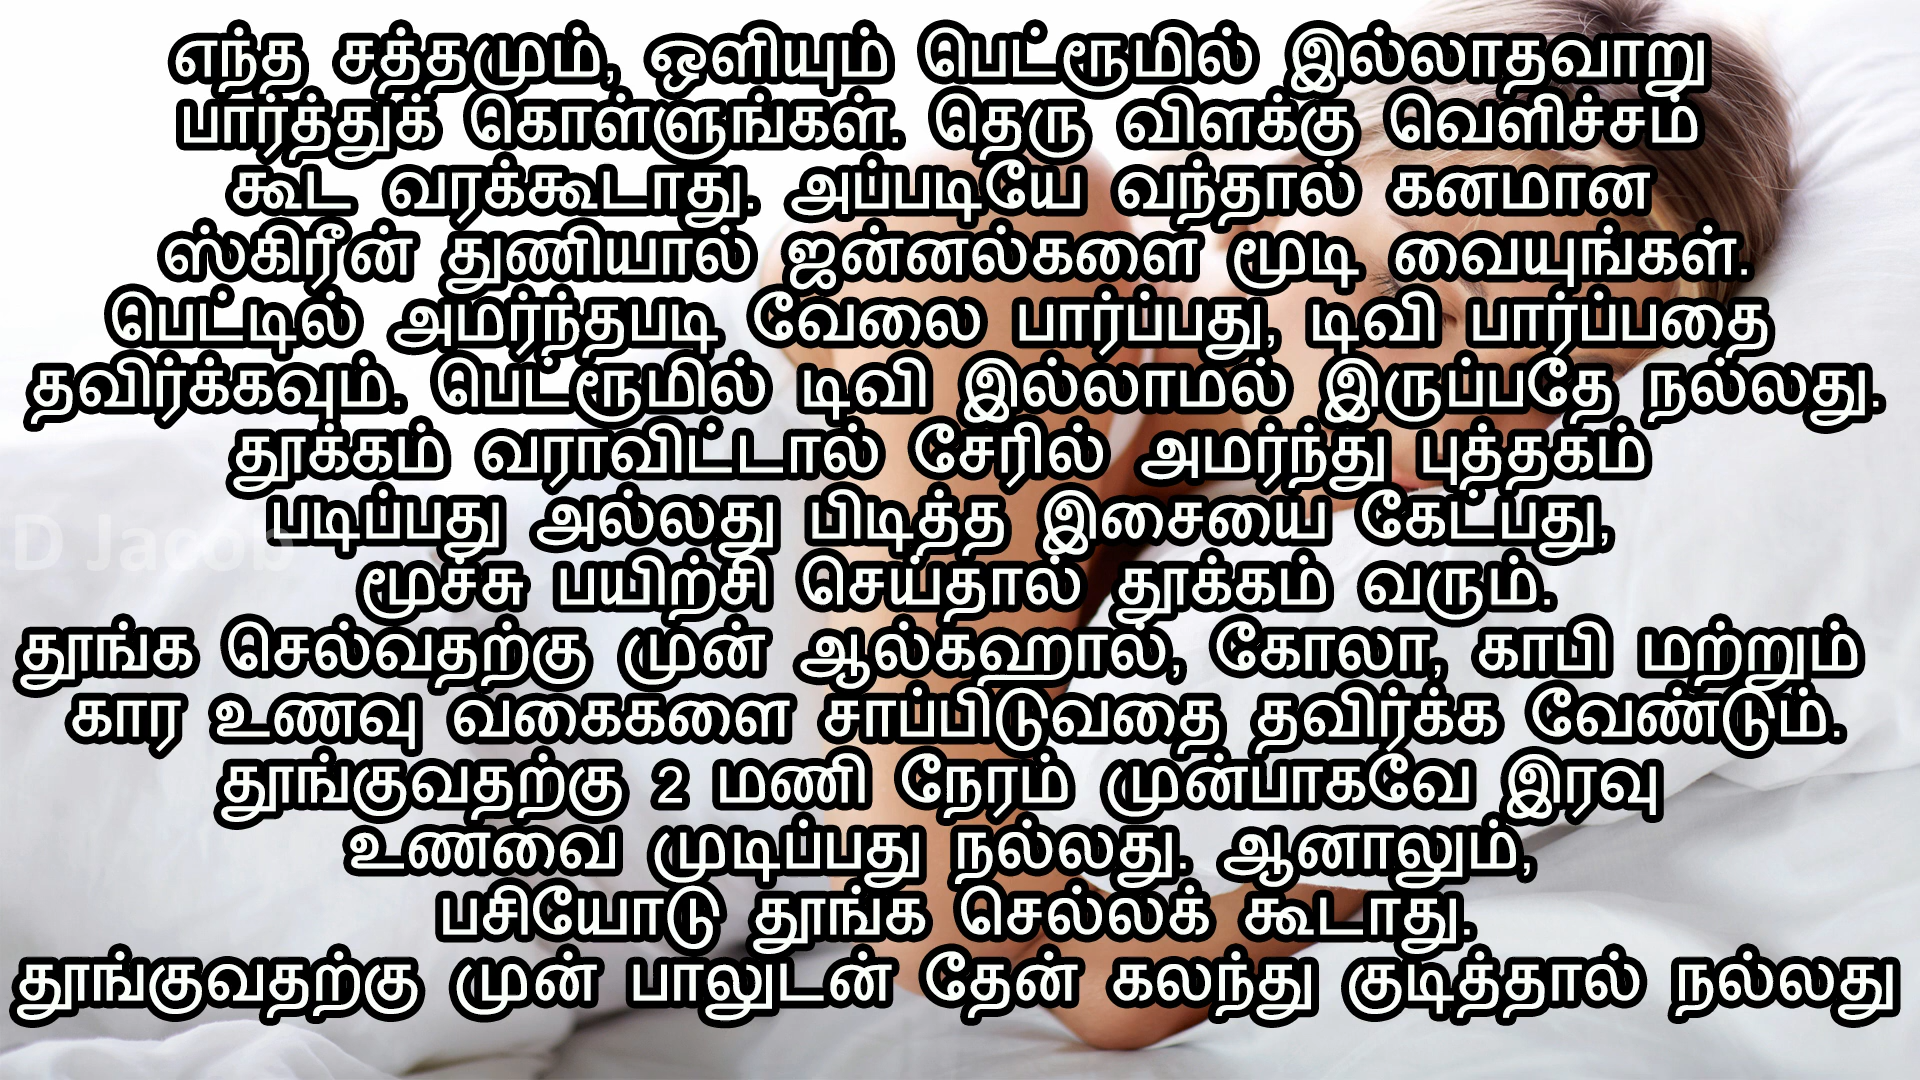 எந்த சத்தமும், ஒளியும் பெட்ரூமில் இல்லாதவாறு
பார்த்துக் கொள்ளுங்கள். தெரு விளக்கு வெளிச்சம்
கூட வரக்கூடாது. அப்படியே வந்தால் கனமான
ஸ்கிரீன் துணியால் ஜன்னல்களை மூடி வையுங்கள்.
பெட்டில் அமர்ந்தபடி வேலை பார்ப்பது, டிவி பார்ப்பதை
தவிர்க்கவும். பெட்ரூமில் டிவி இல்லாமல் இருப்பதே நல்லது.
தூக்கம் வராவிட்டால் சேரில் அமர்ந்து புத்தகம்
படிப்பது அல்லது பிடித்த இசையை கேட்பது,
மூச்சு பயிற்சி செய்தால் தூக்கம் வரும்.
தூங்க செல்வதற்கு முன் ஆல்கஹால், கோலா, காபி மற்றும்
கார உணவு வகைகளை சாப்பிடுவதை தவிர்க்க வேண்டும்.
தூங்குவதற்கு 2 மணி நேரம் முன்பாகவே இரவு
உணவை முடிப்பது நல்லது. ஆனாலும்,
பசியோடு தூங்க செல்லக் கூடாது.
தூங்குவதற்கு முன் பாலுடன் தேன் கலந்து குடித்தால் நல்லது
D Jacob